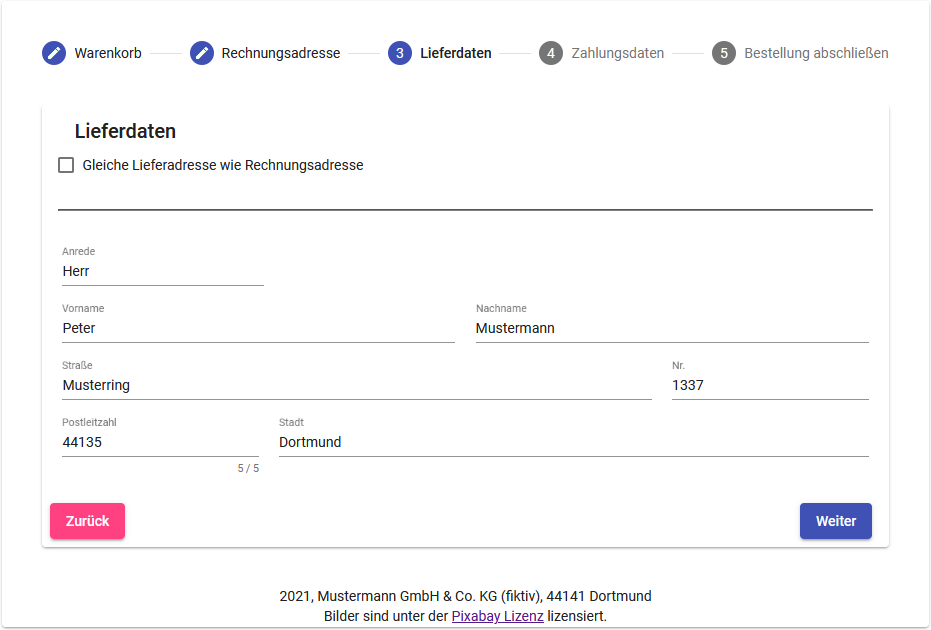 Warenkorb Rechnungsadresse 3 Lieferdaten 4 Zahlungsdaten 5 Bestellung abschließen
Lieferdaten
Gleiche Lieferadresse wie Rechnungsadresse
Anrede
Herr
Vorname Nachname
Peter Mustermann
Straße Nr.
Musterring 1337
Postleitzahl Stadt
44135 Dortmund
5 / 5
Zurück Weiter
2021, Mustermann GmbH & Co. KG (fiktiv), 44141 Dortmund
Bilder sind unter der Pixabay Lizenz lizensiert.